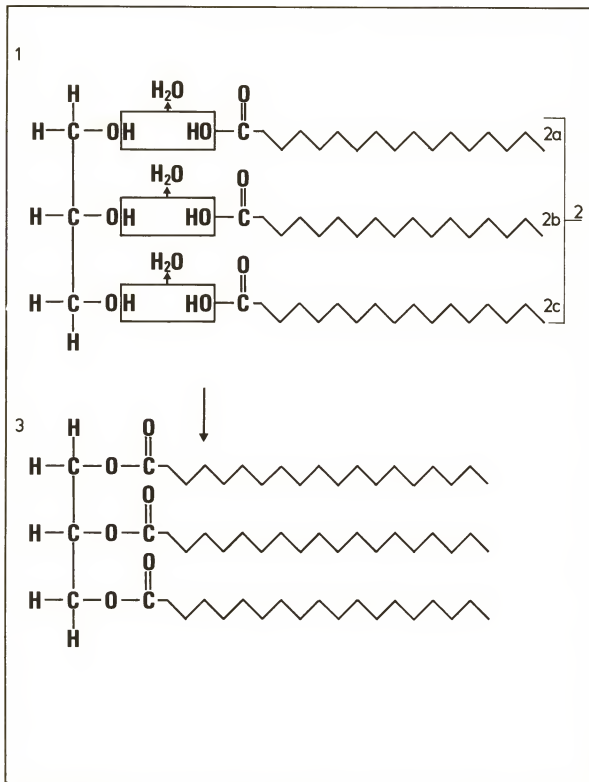 1
H H₂O O
H—C—OH HO—C 2a
H₂O O
H—C—OH HO—C 2b 2
H₂O O
H—C—OH HO—C 2c
H
3 H O
H—C—O—C
O
H—C—O—C
O
H—C—O—C
H